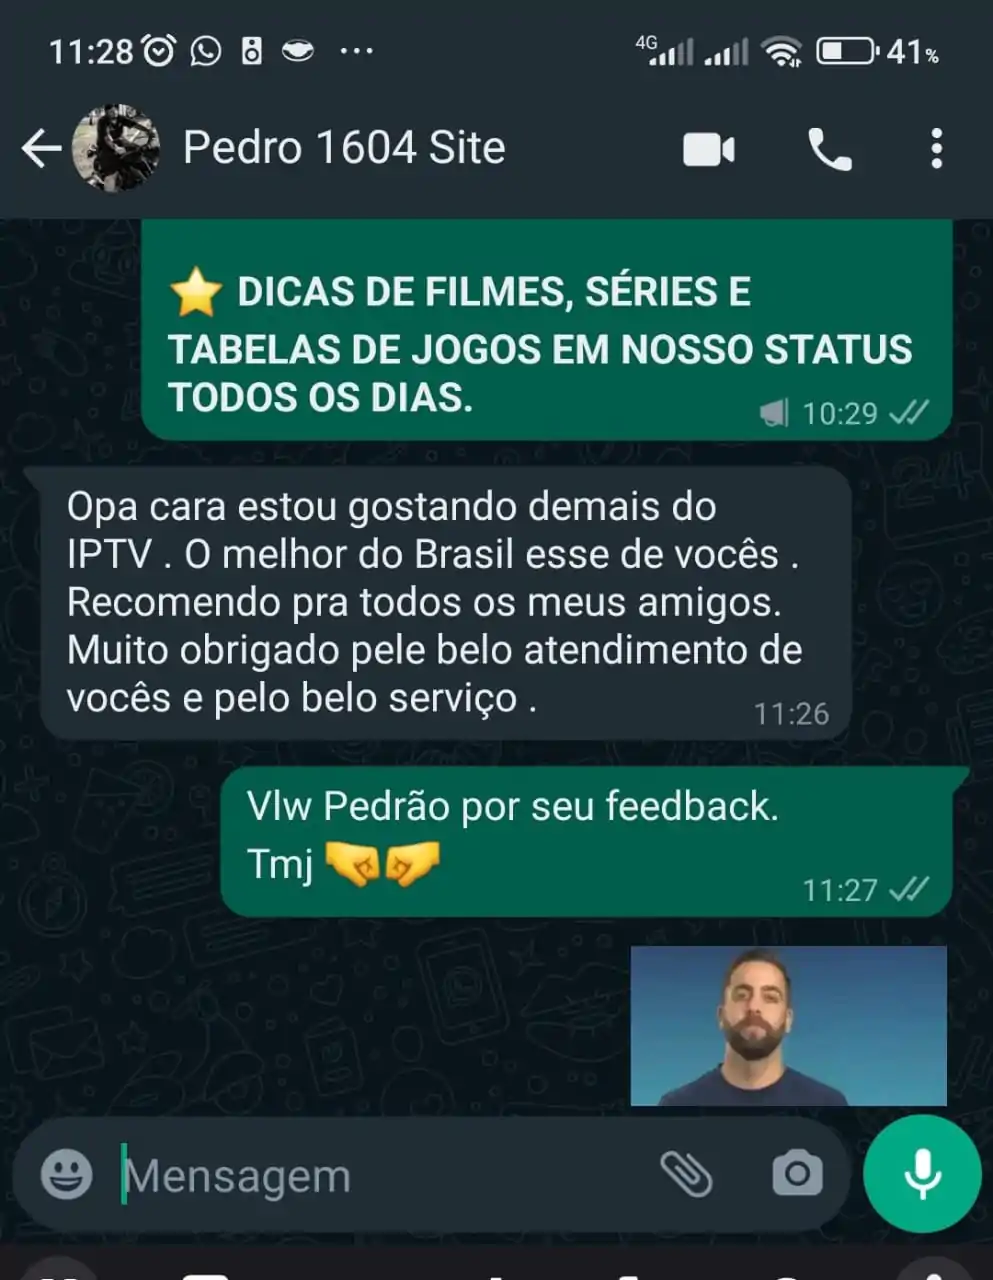 11:28
4G
41%
Pedro 1604 Site
⭐ DICAS DE FILMES, SÉRIES E
TABELAS DE JOGOS EM NOSSO STATUS
TODOS OS DIAS.
10:29
Opa cara estou gostando demais do
IPTV . O melhor do Brasil esse de vocês .
Recomendo pra todos os meus amigos.
Muito obrigado pele belo atendimento de
vocês e pelo belo serviço .
11:26
Vlw Pedrão por seu feedback.
Tmj 🤜🤛
11:27
Mensagem